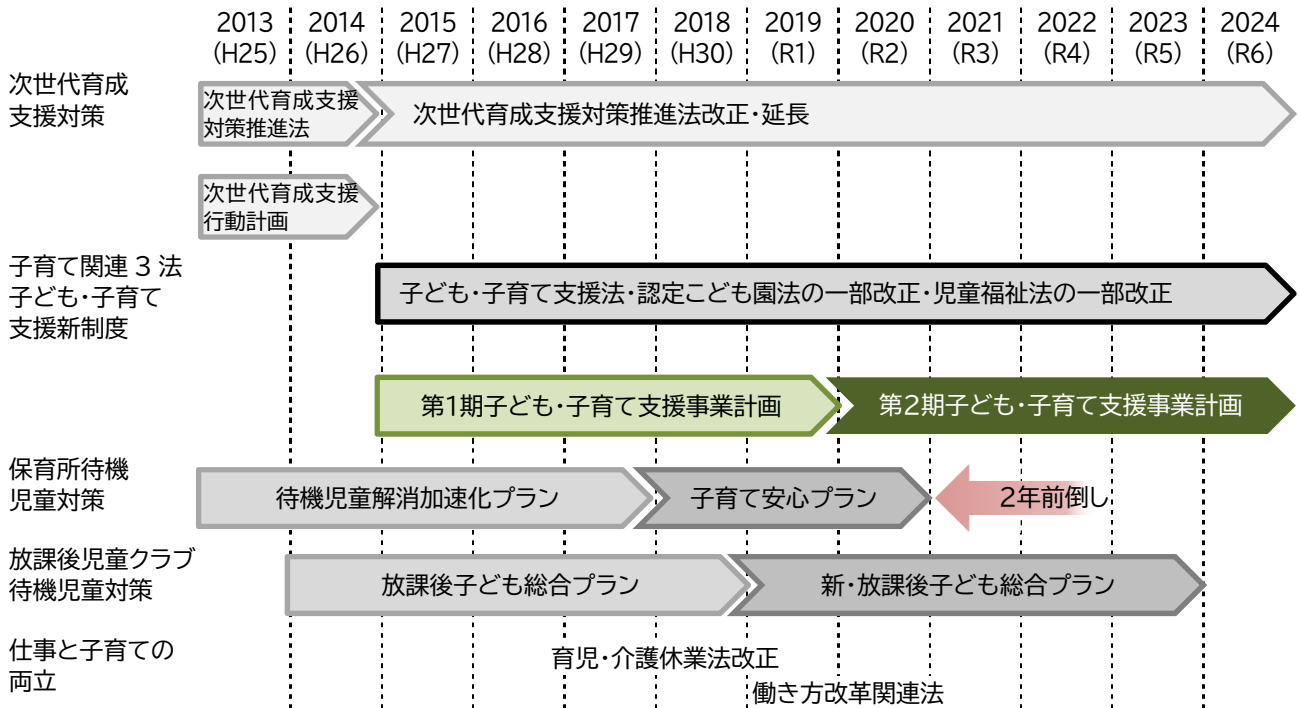 2013 2014 2015 2016 2017 2018 2019 2020 2021 2022 2023 2024
(H25) (H26) (H27) (H28) (H29) (H30) (R1) (R2) (R3) (R4) (R5) (R6)
次世代育成
支援対策
次世代育成支援
対策推進法
次世代育成支援対策推進法改正・延長
次世代育成支援
行動計画
子育て関連3法
子ども・子育て
支援新制度
子ども・子育て支援法・認定こども園法の一部改正・児童福祉法の一部改正
第1期子ども・子育て支援事業計画
第2期子ども・子育て支援事業計画
保育所待機
児童対策
待機児童解消加速化プラン
子育て安心プラン
2年前倒し
放課後児童クラブ
待機児童対策
放課後子ども総合プラン
新・放課後子ども総合プラン
仕事と子育ての
両立
育児・介護休業法改正
働き方改革関連法